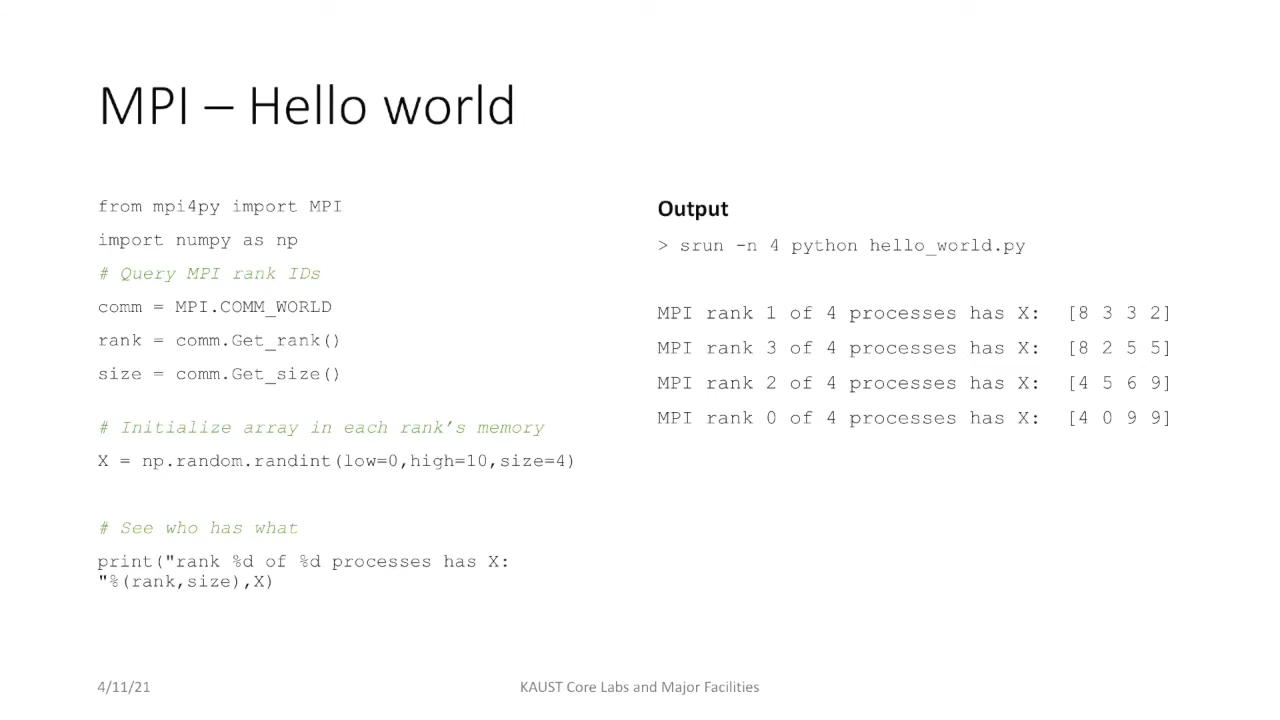 MPI – Hello world
from mpi4py import MPI
import numpy as np
# Query MPI rank IDs
comm = MPI.COMM_WORLD
rank = comm.Get_rank()
size = comm.Get_size()
# Initialize array in each rank’s memory
X = np.random.randint(low=0,high=10,size=4)
# See who has what
print("rank %d of %d processes has X:
"%(rank,size),X)
Output
> srun -n 4 python hello_world.py
MPI rank 1 of 4 processes has X:  [8 3 3 2]
MPI rank 3 of 4 processes has X:  [8 2 5 5]
MPI rank 2 of 4 processes has X:  [4 5 6 9]
MPI rank 0 of 4 processes has X:  [4 0 9 9]
4/11/21
KAUST Core Labs and Major Facilities